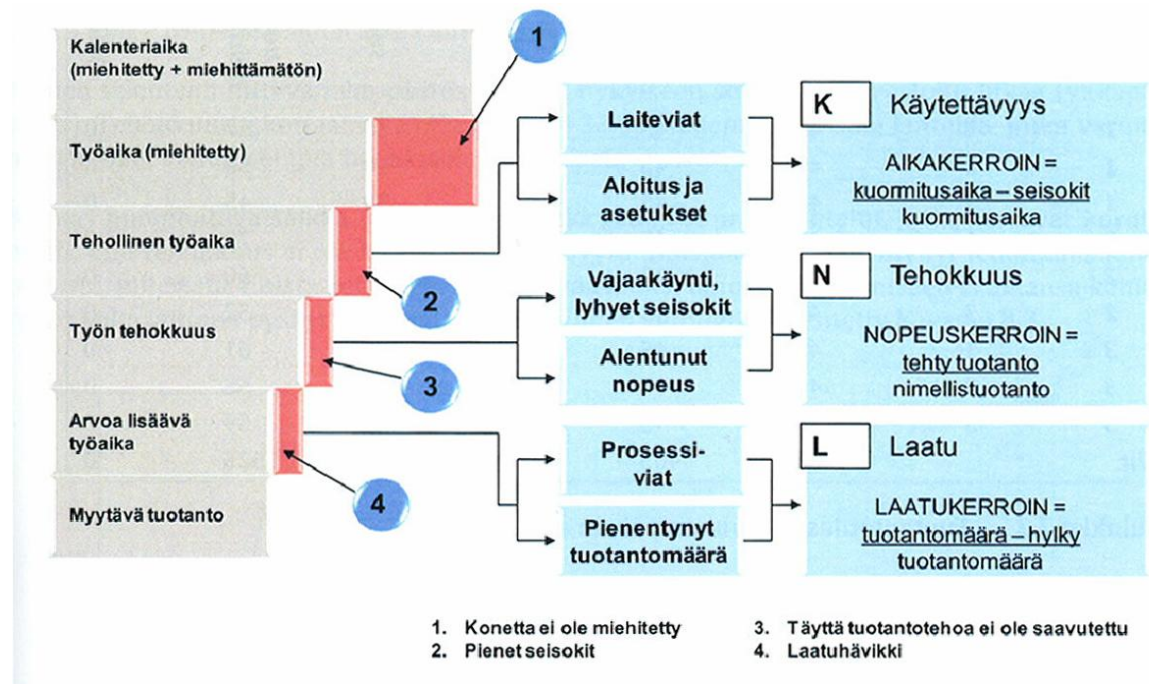 Kalenteriaika
(miehitetty + miehittämätön)
Työaika (miehitetty)
Tehollinen työaika
Työn tehokkuus
Arvoa lisäävä
työaika
Myytävä tuotanto
1
2
3
4
Laiteviat
Aloitus ja
asetukset
Vajaakäynti,
lyhyet seisokit
Alentunut
nopeus
Prosessi-
viat
Pienentynyt
tuotantomäärä
K Käytettävyys
AIKAKERROIN =
kuormitusaika – seisokit
kuormitusaika
N Tehokkuus
NOPEUSKERROIN =
tehty tuotanto
nimellistuotanto
L Laatu
LAATUKERROIN =
tuotantomäärä – hylky
tuotantomäärä
1. Konetta ei ole miehitetty
2. Pienet seisokit
3. Täyttä tuotantotehoa ei ole saavutettu
4. Laatuhävikki